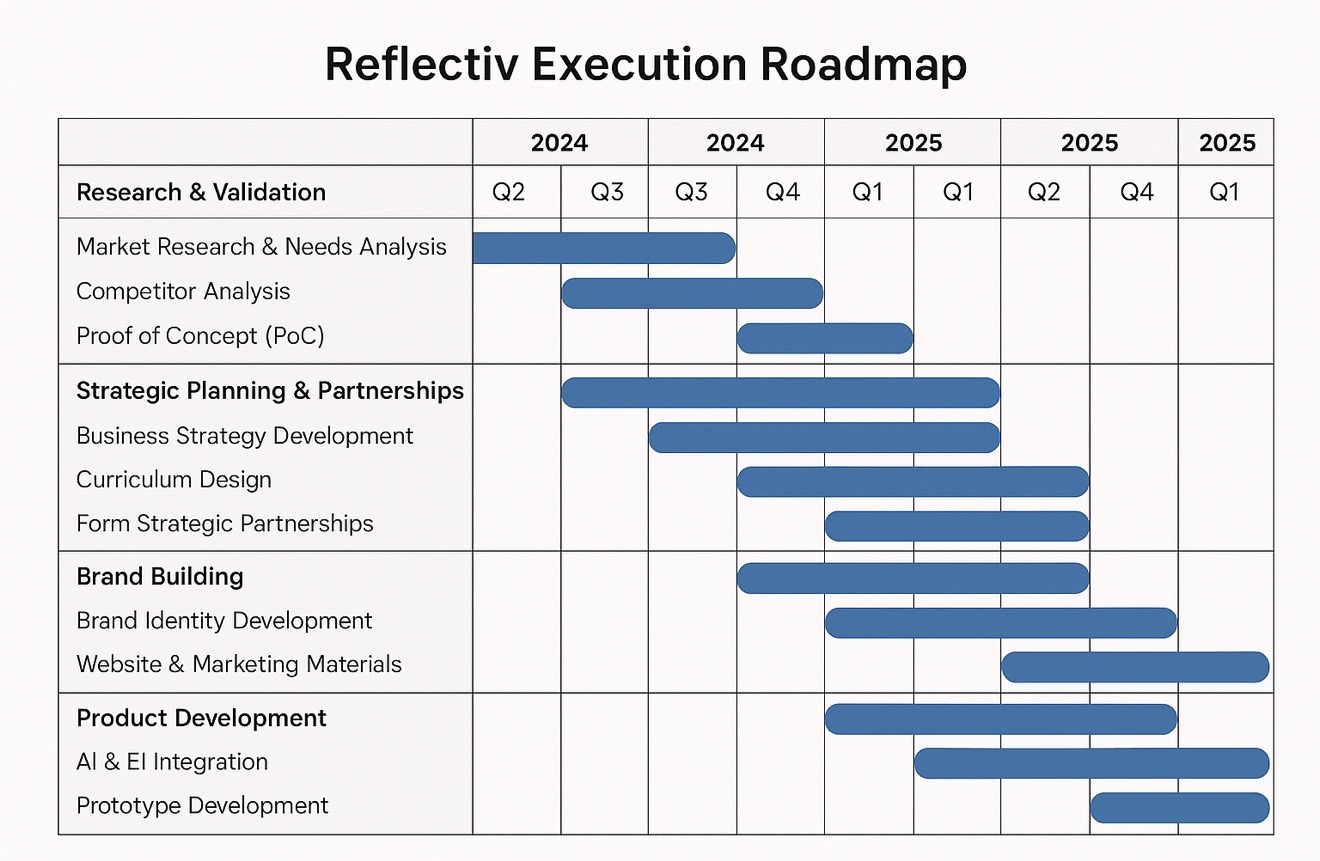 Reflectiv Execution Roadmap
2024 2024 2025 2025 2025
Research & Validation Q2 Q3 Q3 Q4 Q1 Q1 Q2 Q4 Q1
Market Research & Needs Analysis
Competitor Analysis
Proof of Concept (PoC)
Strategic Planning & Partnerships
Business Strategy Development
Curriculum Design
Form Strategic Partnerships
Brand Building
Brand Identity Development
Website & Marketing Materials
Product Development
AI & EI Integration
Prototype Development